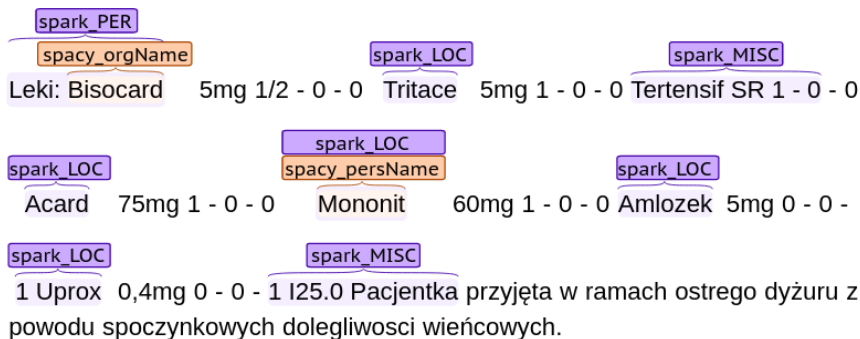 spark_PER
spacy_orgName spark_LOC spark_MISC
Leki: Bisocard 5mg 1/2 - 0 - 0 Tritace 5mg 1 - 0 - 0 Tertensif SR 1 - 0 - 0
spark_LOC
spark_LOC spacy_persName spark_LOC
Acard 75mg 1 - 0 - 0 Mononit 60mg 1 - 0 - 0 Amlozek 5mg 0 - 0 -
spark_LOC spark_MISC
1 Uprox 0,4mg 0 - 0 - 1 I25.0 Pacjentka przyjęta w ramach ostrego dyżuru z
powodu spoczynkowych dolegliwosci wieńcowych.